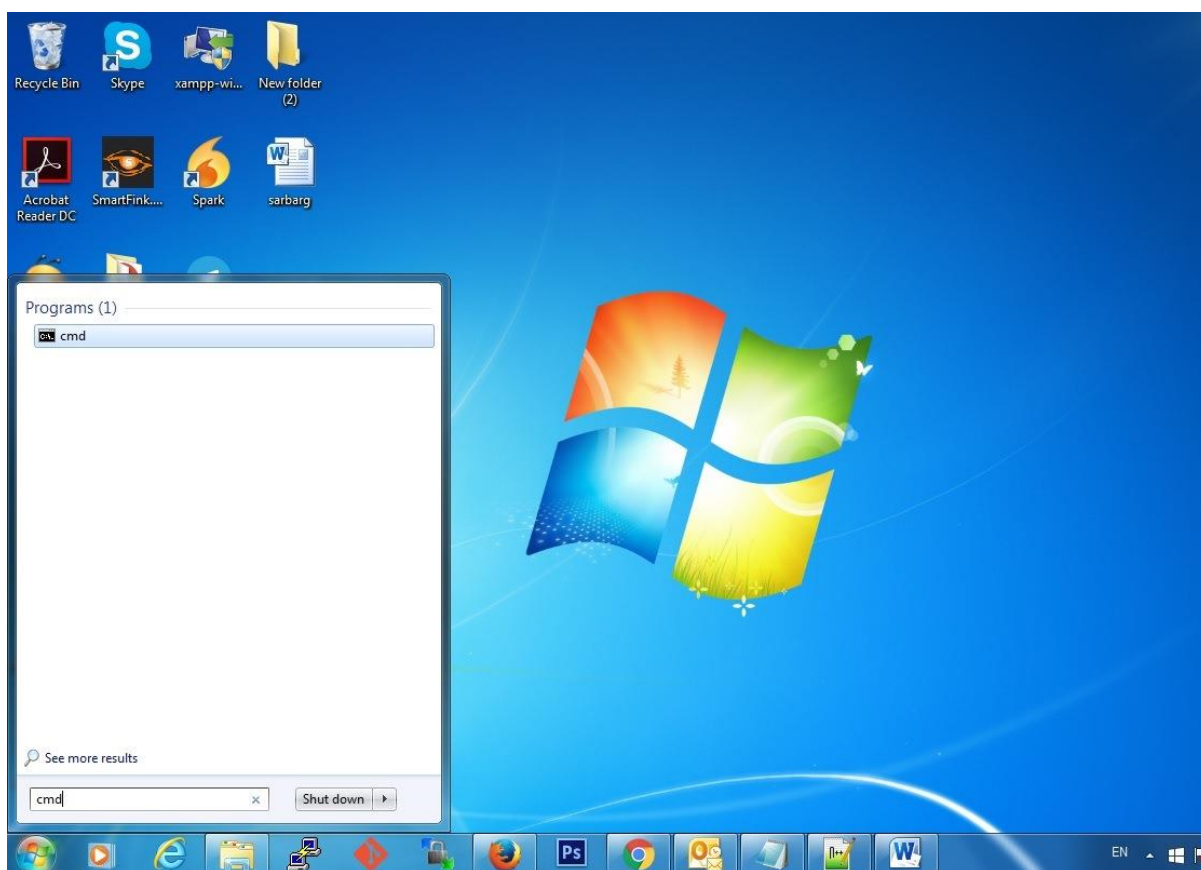 Recycle Bin
Skype
xampp-wi...
New folder
(2)
Acrobat
Reader DC
SmartFink....
Spark
sarbarg
Programs (1)
cmd
See more results
cmd
Shut down
EN